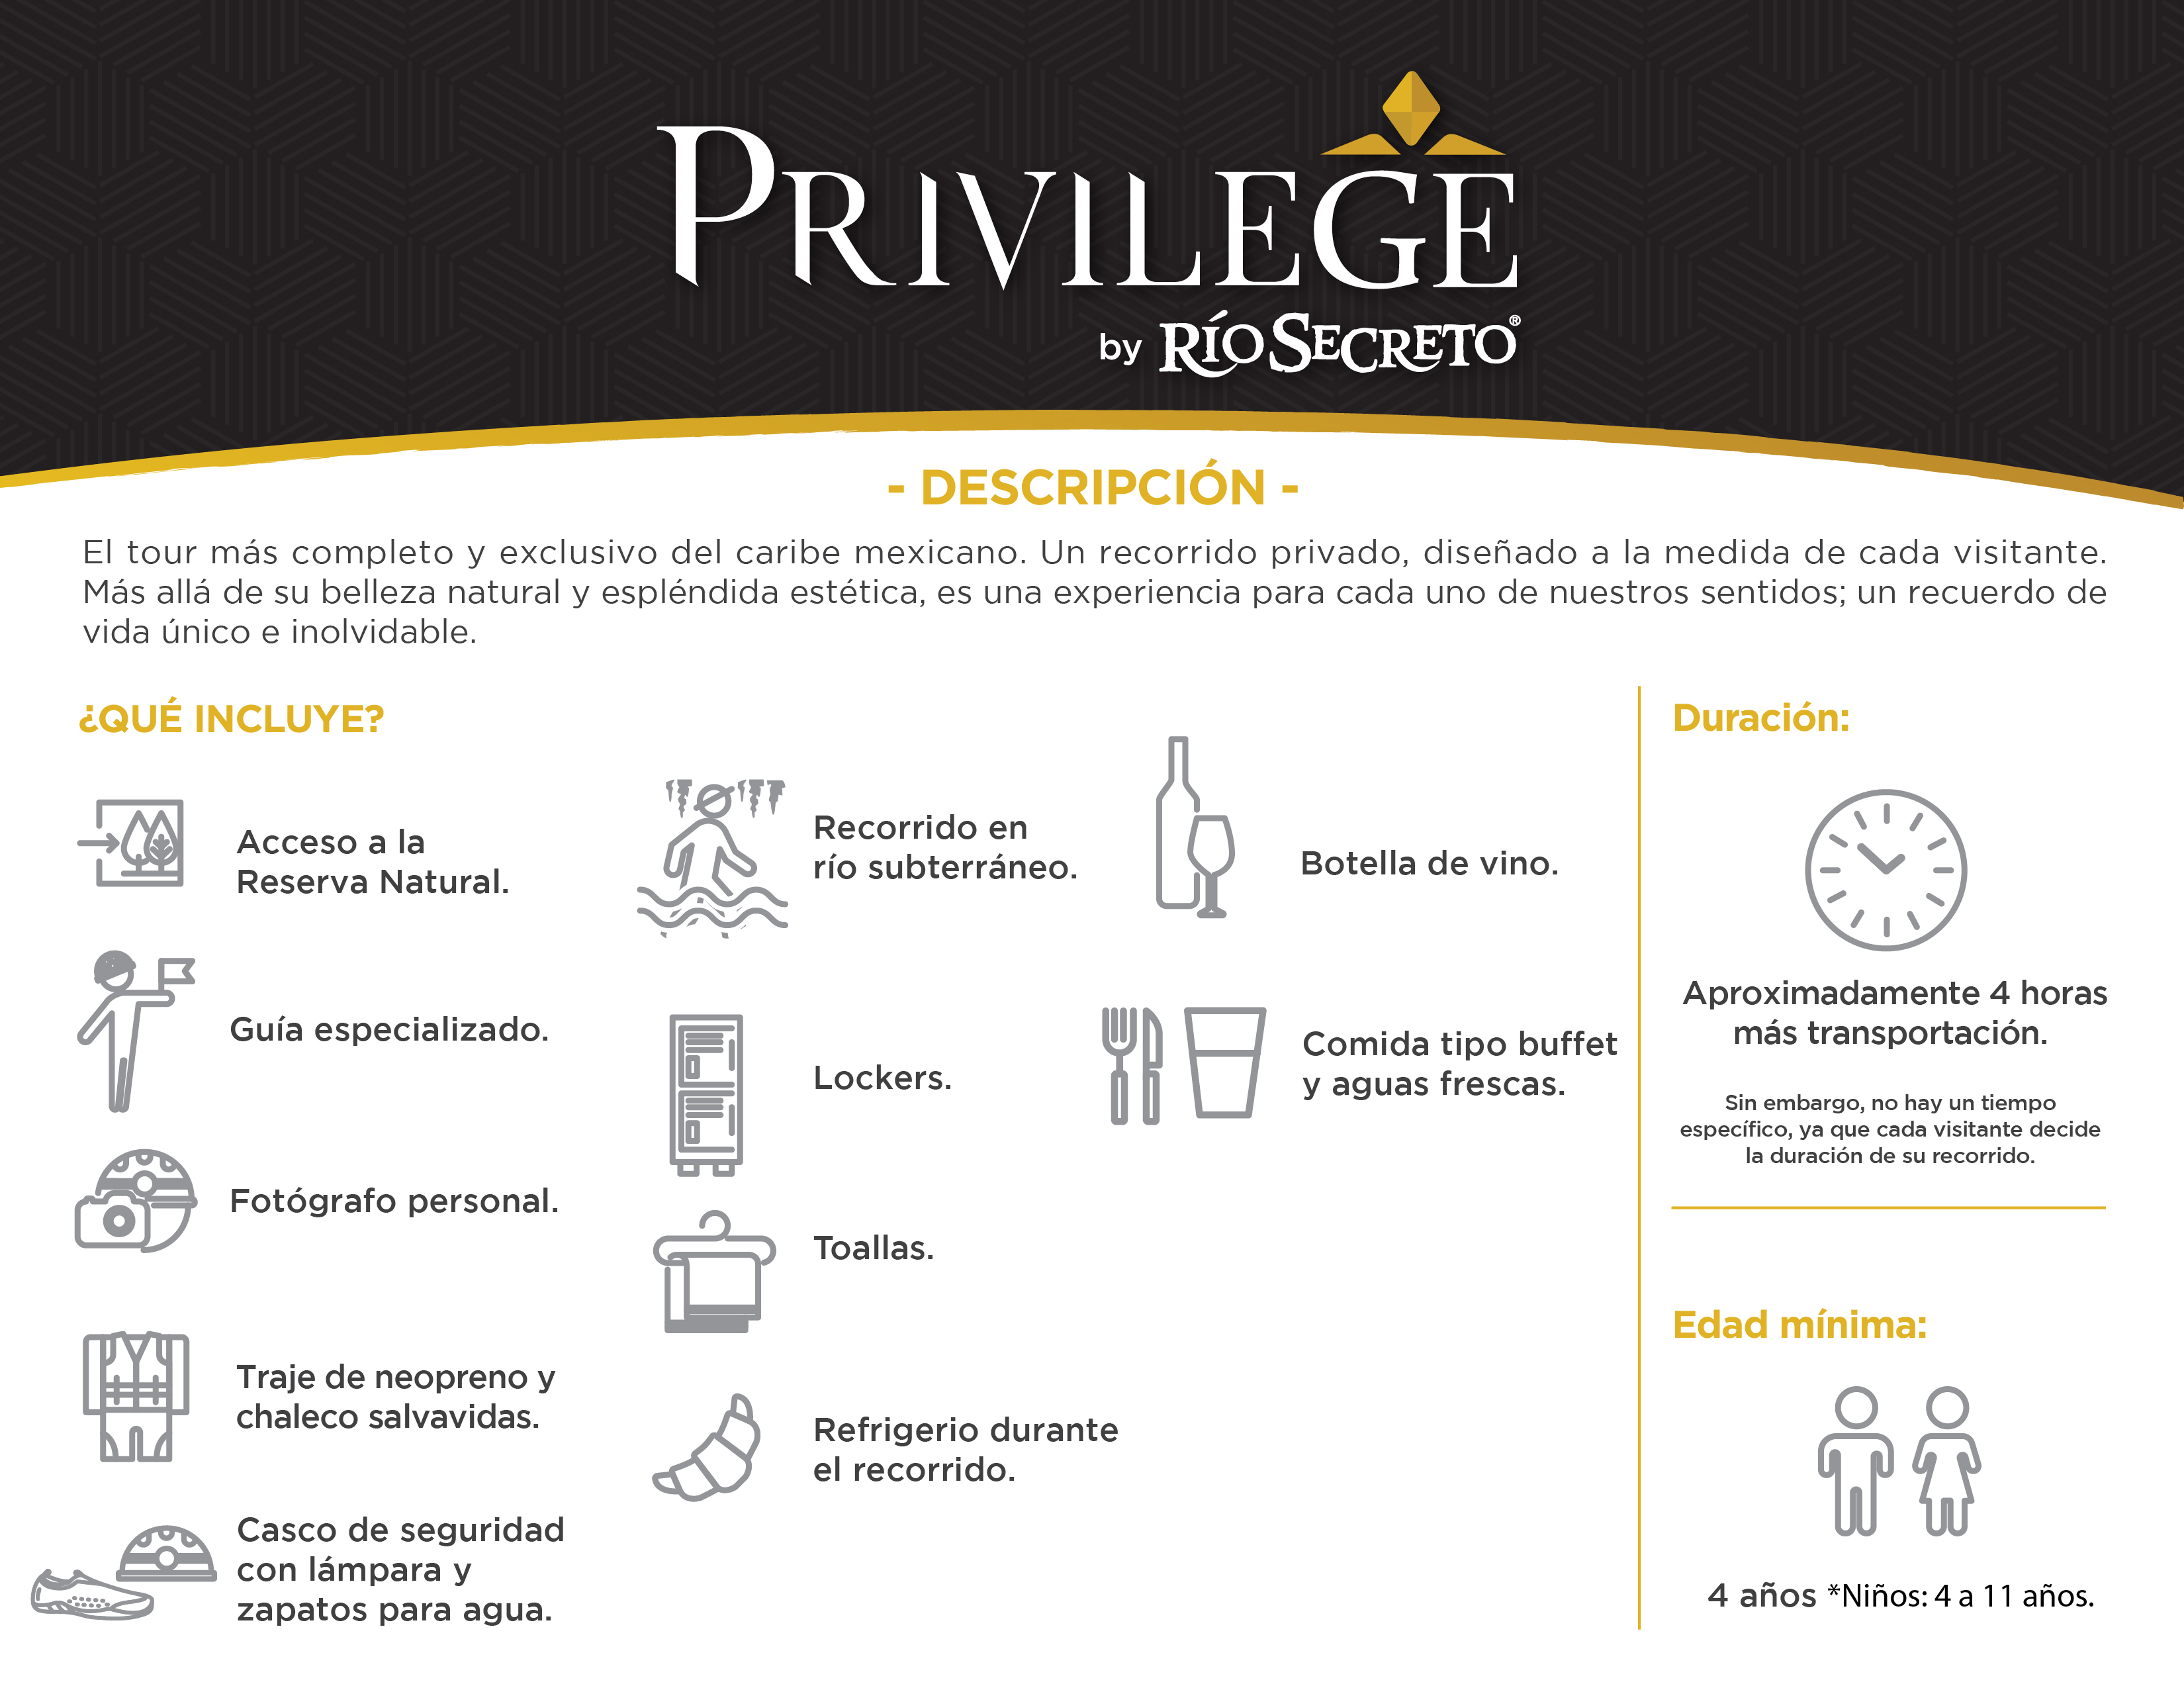 PRIVILEGE
by RÍO SECRETO®
- DESCRIPCIÓN -
El tour más completo y exclusivo del caribe mexicano. Un recorrido privado, diseñado a la medida de cada visitante.
Más allá de su belleza natural y espléndida estética, es una experiencia para cada uno de nuestros sentidos; un recuerdo de
vida único e inolvidable.
¿QUÉ INCLUYE?
Acceso a la
Reserva Natural.
Guía especializado.
Fotógrafo personal.
Traje de neopreno y
chaleco salvavidas.
Casco de seguridad
con lámpara y
zapatos para agua.
Recorrido en
río subterráneo.
Lockers.
Toallas.
Refrigerio durante
el recorrido.
Botella de vino.
Comida tipo buffet
y aguas frescas.
Duración:
Aproximadamente 4 horas
más transportación.
Sin embargo, no hay un tiempo
específico, ya que cada visitante decide
la duración de su recorrido.
Edad mínima:
4 años *Niños: 4 a 11 años.